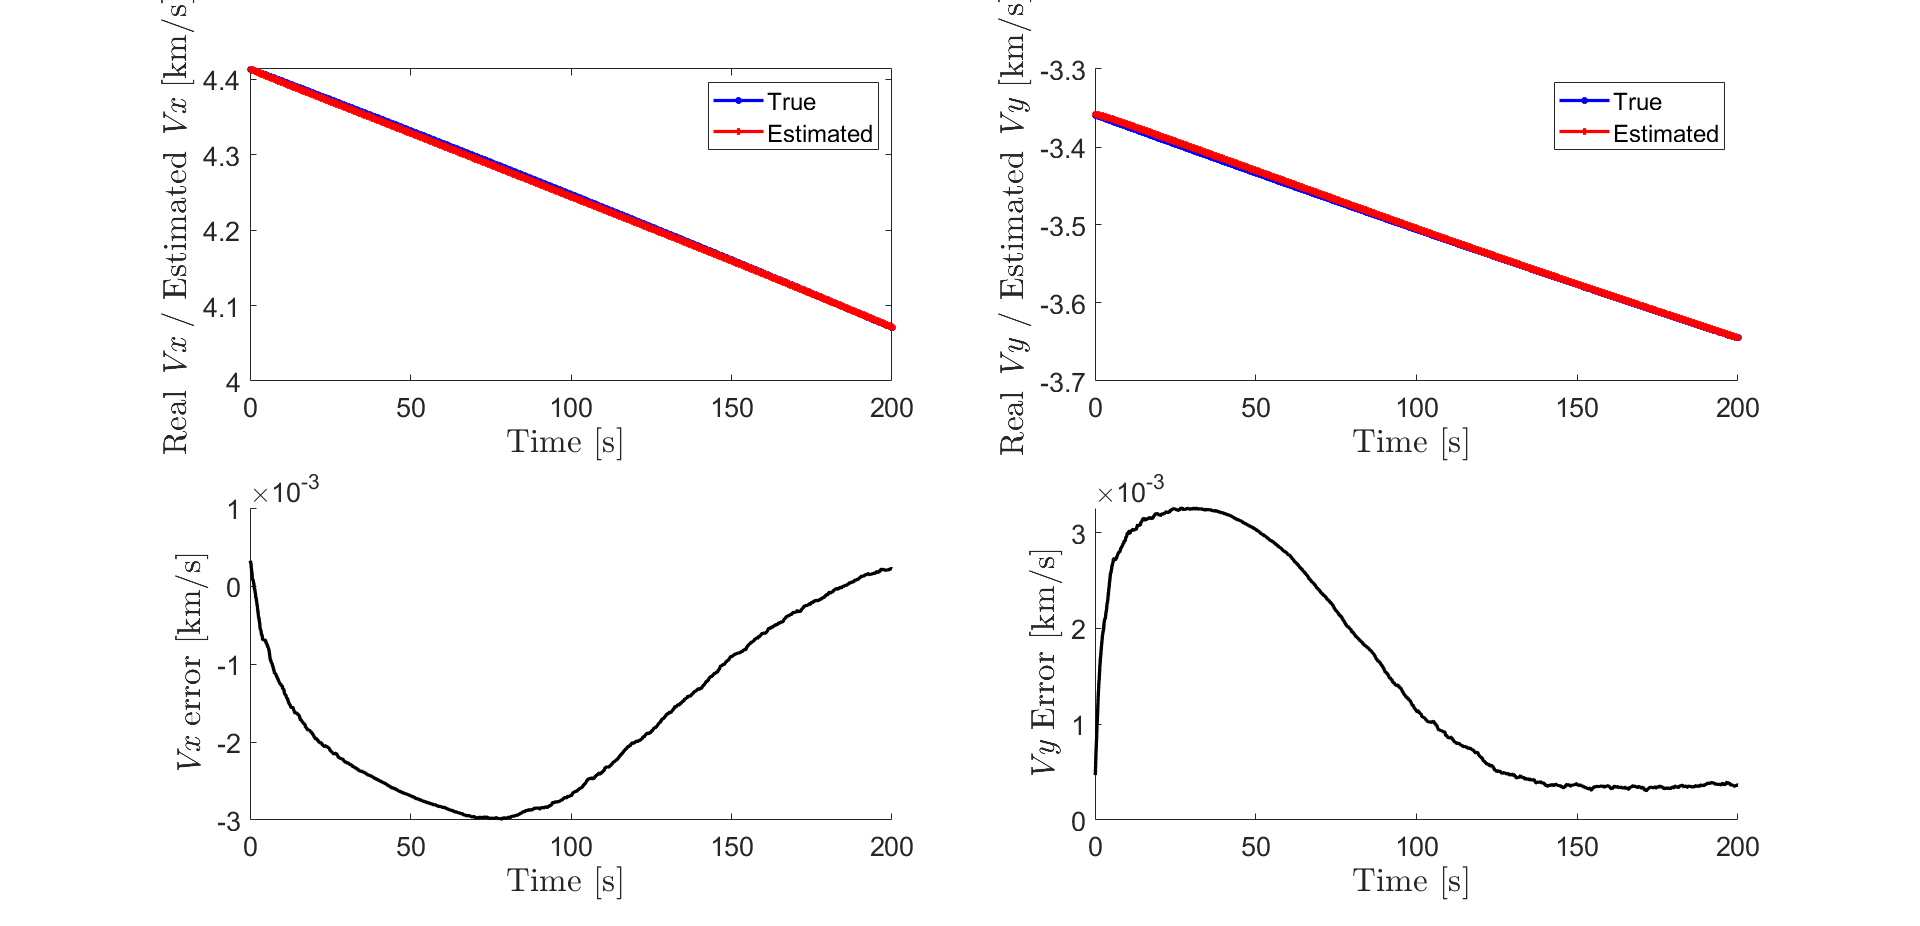 Real Vx / Estimated Vx [km/s]
4.4
4.3
4.2
4.1
4
0 50 100 150 200
Time [s]
True
Estimated
Real Vy / Estimated Vy [km/s]
-3.3
-3.4
-3.5
-3.6
-3.7
0 50 100 150 200
Time [s]
True
Estimated
×10-3
Vx error [km/s]
1
0
-1
-2
-3
0 50 100 150 200
Time [s]
×10-3
Vy Error [km/s]
3
2
1
0
0 50 100 150 200
Time [s]